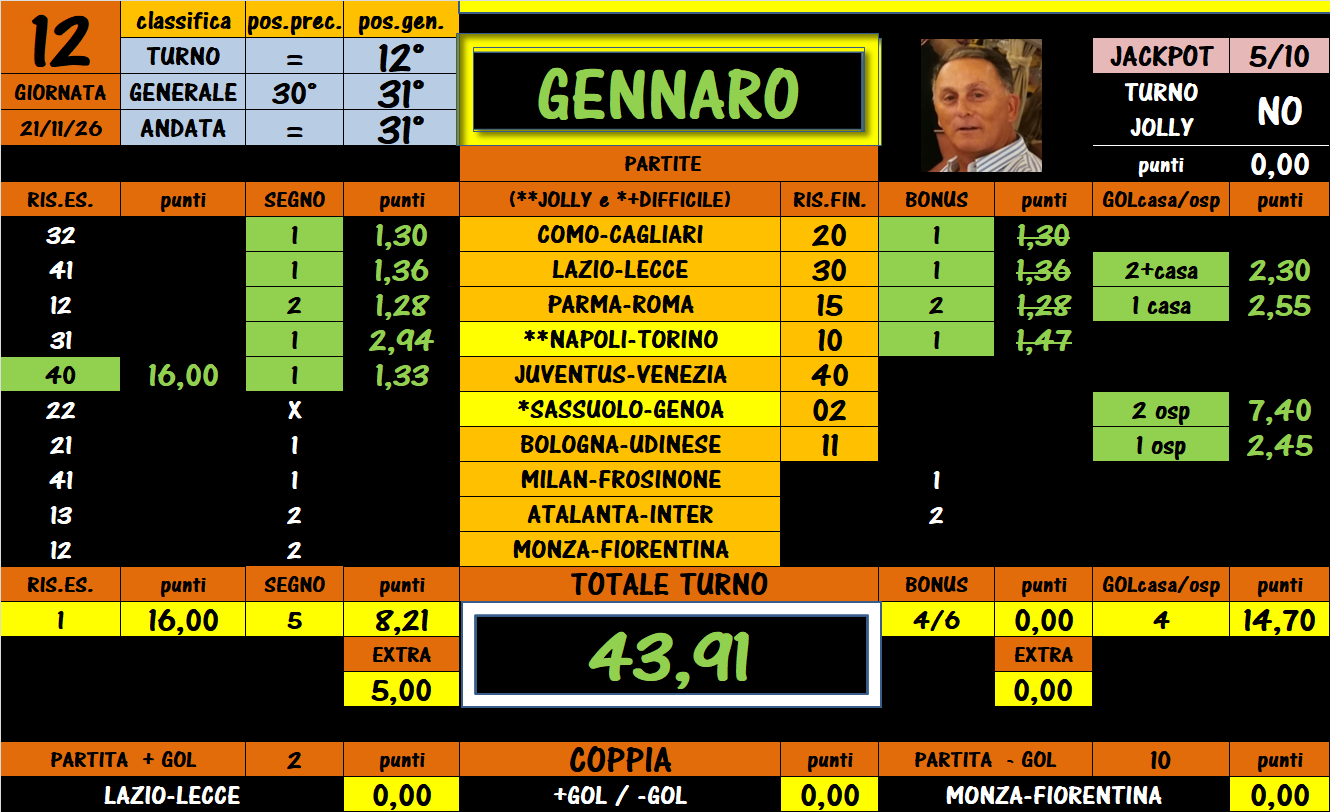 12 classifica pos.prec. pos.gen.
TURNO = 12°
GIORNATA GENERALE 30° 31°
21/11/26 ANDATA = 31°
GENNARO
JACKPOT 5/10
TURNO JOLLY NO
punti 0,00
PARTITE
RIS.ES. punti SEGNO punti (**JOLLY e *+DIFFICILE) RIS.FIN. BONUS punti GOLcasa/osp punti
32 1 1,30 COMO-CAGLIARI 20 1 1,30
41 1 1,36 LAZIO-LECCE 30 1 1,36 2+casa 2,30
12 2 1,28 PARMA-ROMA 15 2 1,28 1 casa 2,55
31 1 2,94 **NAPOLI-TORINO 10 1 1,47
40 16,00 1 1,33 JUVENTUS-VENEZIA 40
22 X *SASSUOLO-GENOA 02 2 osp 7,40
21 1 BOLOGNA-UDINESE 11 1 osp 2,45
41 1 MILAN-FROSINONE 1
13 2 ATALANTA-INTER 2
12 2 MONZA-FIORENTINA
RIS.ES. punti SEGNO punti TOTALE TURNO BONUS punti GOLcasa/osp punti
1 16,00 5 8,21 43,91 4/6 0,00 4 14,70
EXTRA EXTRA
5,00 0,00
PARTITA + GOL 2 punti COPPIA punti PARTITA - GOL 10 punti
LAZIO-LECCE 0,00 +GOL / -GOL 0,00 MONZA-FIORENTINA 0,00